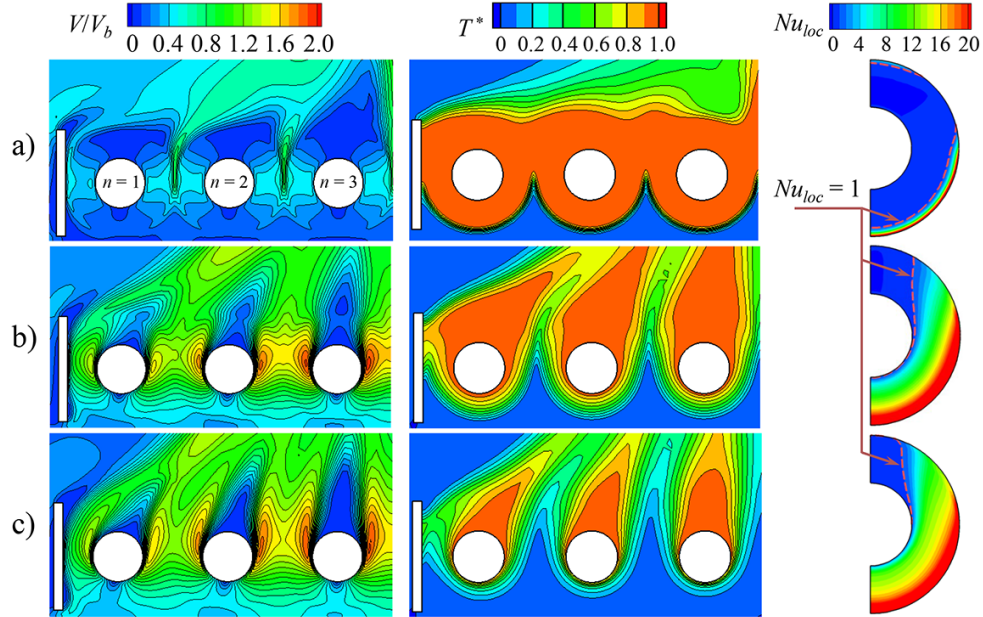 V/V_b
0 0.4 0.8 1.2 1.6 2.0
T*
0 0.2 0.4 0.6 0.8 1.0
Nu_loc
0 4 8 12 16 20
a)
n = 1 n = 2 n = 3
Nu_loc = 1
b)
c)